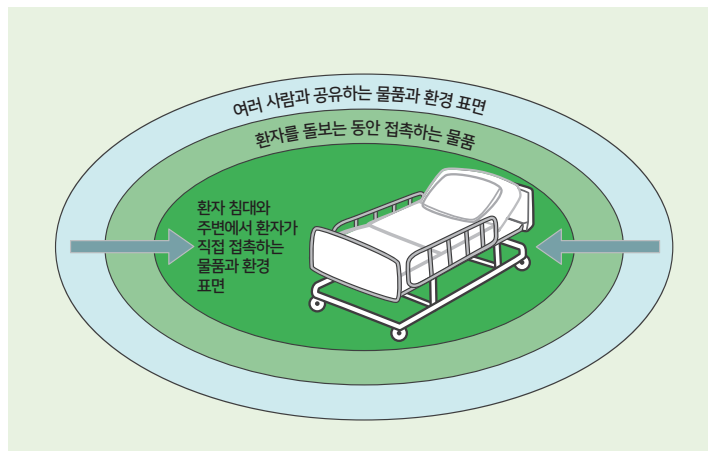 여러 사람과 공유하는 물품과 환경 표면
환자를 돌보는 동안 접촉하는 물품
환자 침대와
주변에서 환자가
직접 접촉하는
물품과 환경
표면